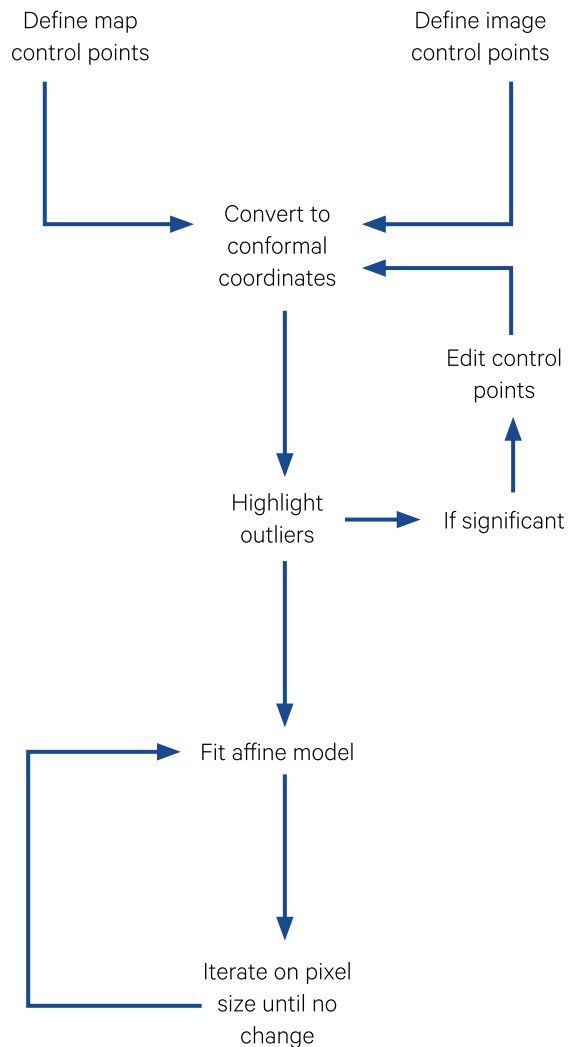 Define map
control points
Define image
control points
Convert to
conformal
coordinates
Edit control
points
Highlight
outliers
If significant
Fit affine model
Iterate on pixel
size until no
change